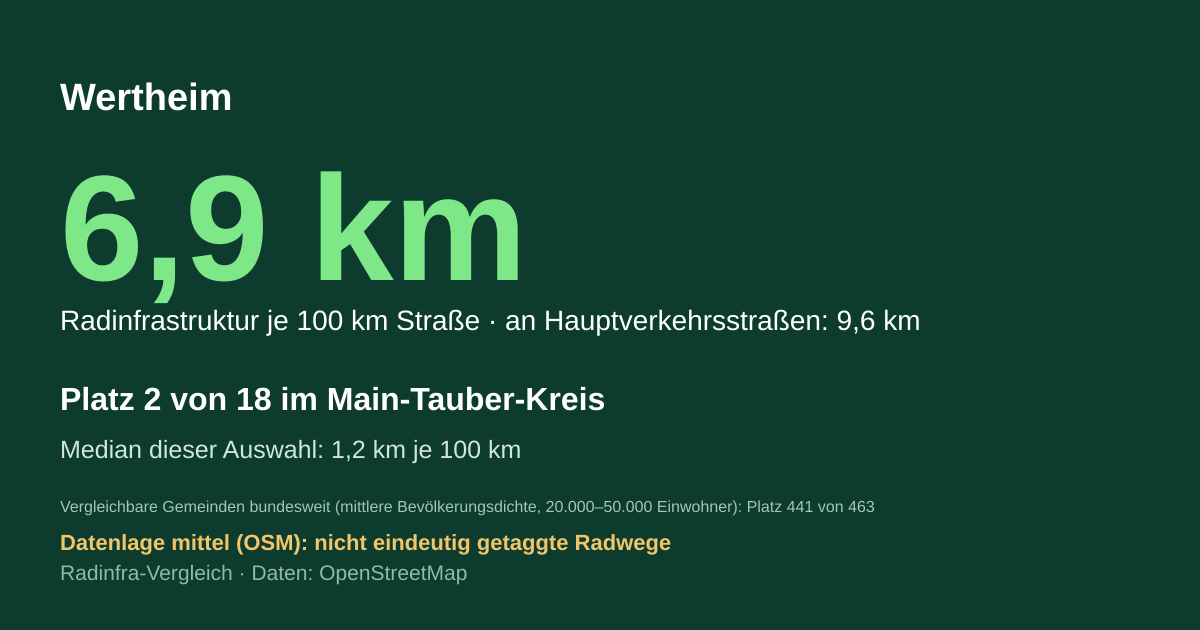 Wertheim
6,9 km
Radinfrastruktur je 100 km Straße · an Hauptverkehrsstraßen: 9,6 km
Platz 2 von 18 im Main-Tauber-Kreis
Median dieser Auswahl: 1,2 km je 100 km
Vergleichbare Gemeinden bundesweit (mittlere Bevölkerungsdichte, 20.000–50.000 Einwohner): Platz 441 von 463
Datenlage mittel (OSM): nicht eindeutig getaggte Radwege
Radinfra-Vergleich · Daten: OpenStreetMap